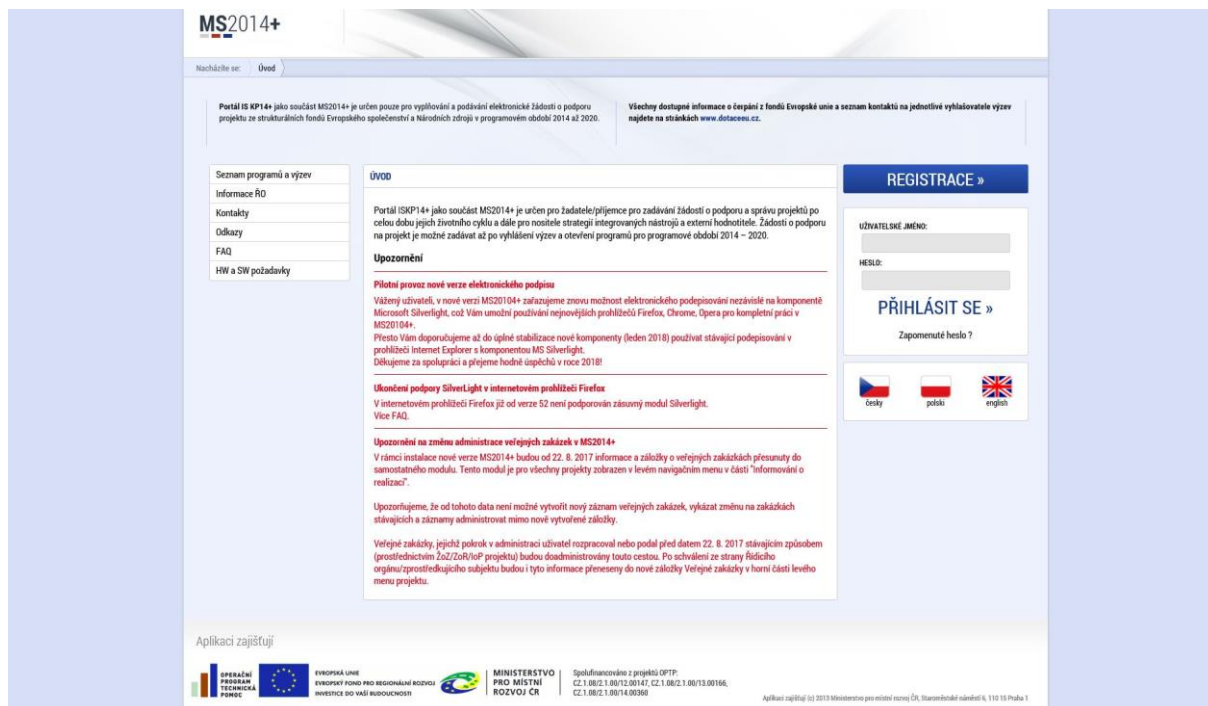 MS2014+
Nacházíte se: Úvod
Portál IS KP14+ jako součást MS2014+ je určen pouze pro vyplňování a podávání elektronické žádosti o podporu
projektu ze strukturálních fondů Evropského společenství a Národních zdrojů v programovém období 2014 až 2020.
Všechny dostupné informace o čerpání z fondů Evropské unie a seznam kontaktů na jednotlivé vyhlašovatele výzev
najdete na stránkách www.dotaceeu.cz.
Seznam programů a výzev
Informace ŘO
Kontakty
Odkazy
FAQ
HW a SW požadavky
ÚVOD
Portál ISKP14+ jako součást MS2014+ je určen pro žadatele/příjemce pro zadávání žádostí o podporu a správu projektů po
celou dobu jejich životního cyklu a dále pro nositele strategií integrovaných nástrojů a externí hodnotitele. Žádosti o podporu
na projekt je možné zadávat až po vyhlášení výzev a otevření programů pro programové období 2014 – 2020.
Upozornění
Pilotní provoz nové verze elektronického podpisu
Vážený uživateli, v nové verzi MS20104+ zařazujeme znovu možnost elektronického podepisování nezávislé na komponentě
Microsoft Silverlight, což Vám umožní používání nejnovějších prohlížečů Firefox, Chrome, Opera pro kompletní práci v
MS20104+.
Přesto Vám doporučujeme až do úplné stabilizace nové komponenty (leden 2018) používat stávající podepisování v
prohlížeči Internet Explorer s komponentou MS Silverlight.
Děkujeme za spolupráci a přejeme hodně úspěchů v roce 2018!
Ukončení podpory SilverLight v internetovém prohlížeči Firefox
V internetovém prohlížeči Firefox již od verze 52 není podporován zásuvný modul Silverlight.
Více FAQ.
Upozornění na změnu administrace veřejných zakázek v MS2014+
V rámci instalace nové verze MS2014+ budou od 22. 8. 2017 informace a záložky o veřejných zakázkách přesunuty do
samostatného modulu. Tento modul je pro všechny projekty zobrazen v levém navigačním menu v části "Informování o
realizaci".
Upozorňujeme, že od tohoto data není možné vytvořit nový záznam veřejných zakázek, vykázat změnu na zakázkách
stávajících a záznamy administrovat mimo nově vytvořené záložky.
Veřejné zakázky, jejichž pokrok v administraci uživatel rozpracoval nebo podal před datem 22. 8. 2017 stávajícím způsobem
(prostřednictvím ŽoZ/ZoR/IoP projektu) budou doadministrovány touto cestou. Po schválení ze strany Řídicího
orgánu/zprostředkujícího subjektu budou i tyto informace přeneseny do nové záložky Veřejné zakázky v horní části levého
menu projektu.
REGISTRACE »
UŽIVATELSKÉ JMÉNO:
HESLO:
PŘIHLÁSIT SE »
Zapomenuté heslo ?
česky
polski
english
Aplikaci zajišťují
OPERAČNÍ
PROGRAM
TECHNICKÁ
POMOC
EVROPSKÁ UNIE
EVROPSKÝ FOND PRO REGIONÁLNÍ ROZVOJ
INVESTICE DO VAŠÍ BUDOUCNOSTI
MINISTERSTVO
PRO MÍSTNÍ
ROZVOJ ČR
Spolufinancováno z projektů OPTP:
CZ.1.08/2.1.00/12.00147, CZ.1.08/2.1.00/13.00166,
CZ.1.08/2.1.00/14.00360
Aplikaci zajišťují (c) 2013 Ministerstvo pro místní rozvoj ČR, Staroměstské náměstí 6, 110 15 Praha 1